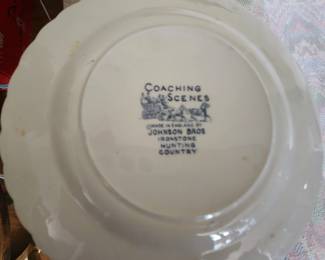 COACHING
SCENES
MADE IN ENGLAND BY
JOHNSON BROS
IRONSTONE
HUNTING
COUNTRY